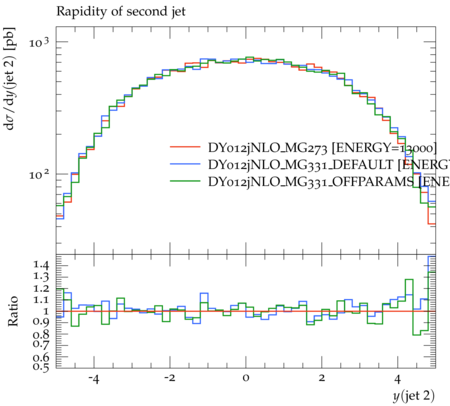 Rapidity of second jet
dσ/dy(jet 2) [pb]
10³
10²
DY012jNLO_MG273 [ENERGY=13000]
DY012jNLO_MG331_DEFAULT [ENERGY
DY012jNLO_MG331_OFFPARAMS [ENE
Ratio
1.4
1.3
1.2
1.1
1
0.9
0.8
0.7
0.6
0.5
-4 -2 0 2 4
y(jet 2)